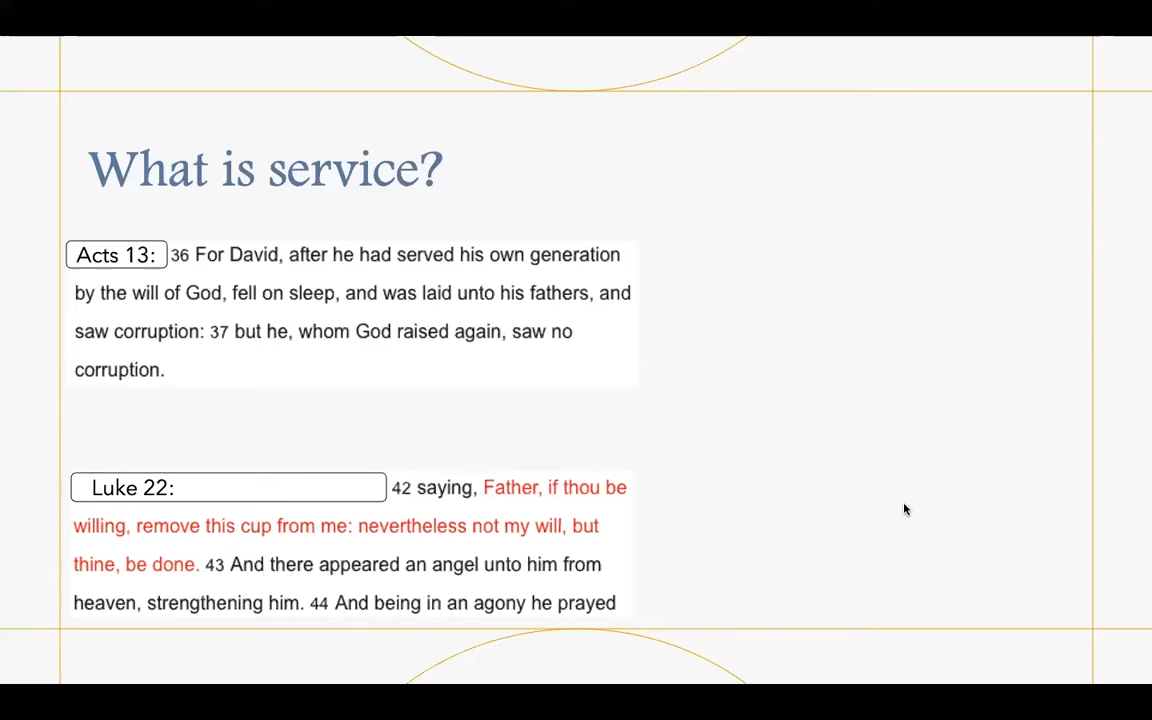 What is service?
Acts 13: 36 For David, after he had served his own generation
by the will of God, fell on sleep, and was laid unto his fathers, and
saw corruption: 37 but he, whom God raised again, saw no
corruption.
Luke 22: 42 saying, Father, if thou be
willing, remove this cup from me: nevertheless not my will, but
thine, be done. 43 And there appeared an angel unto him from
heaven, strengthening him. 44 And being in an agony he prayed